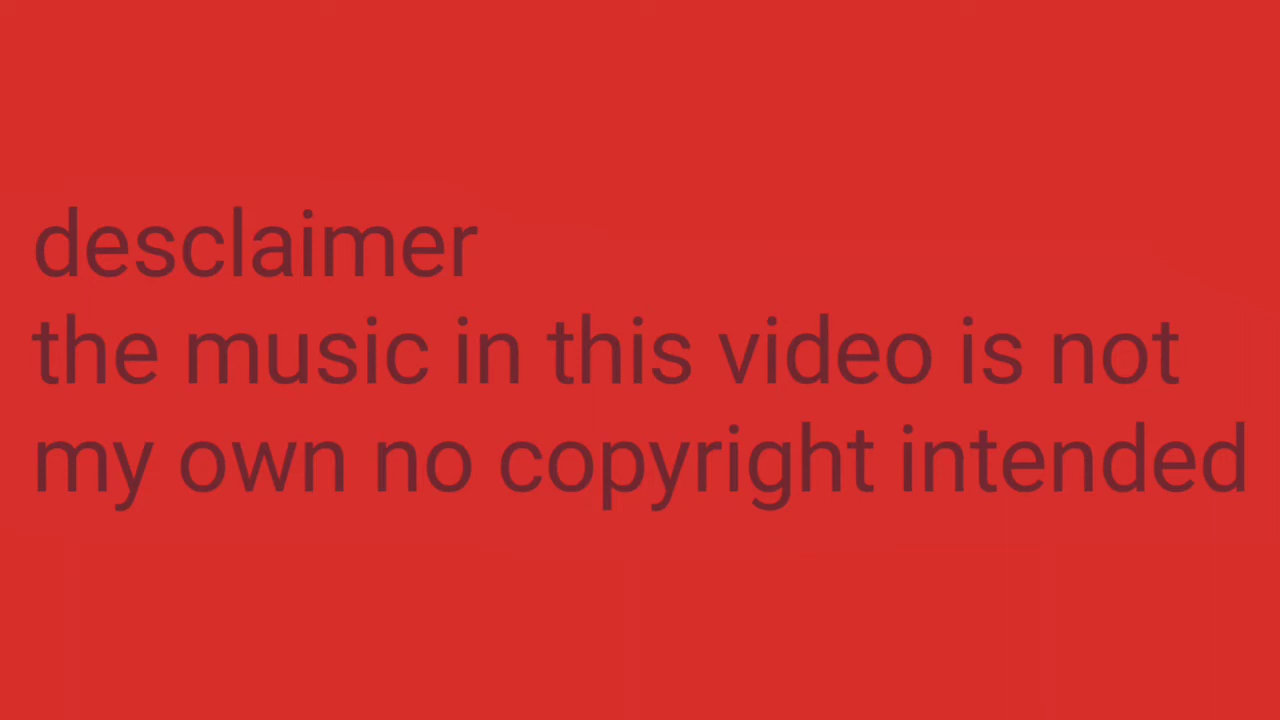 desclaimer
the music in this video is not
my own no copyright intended